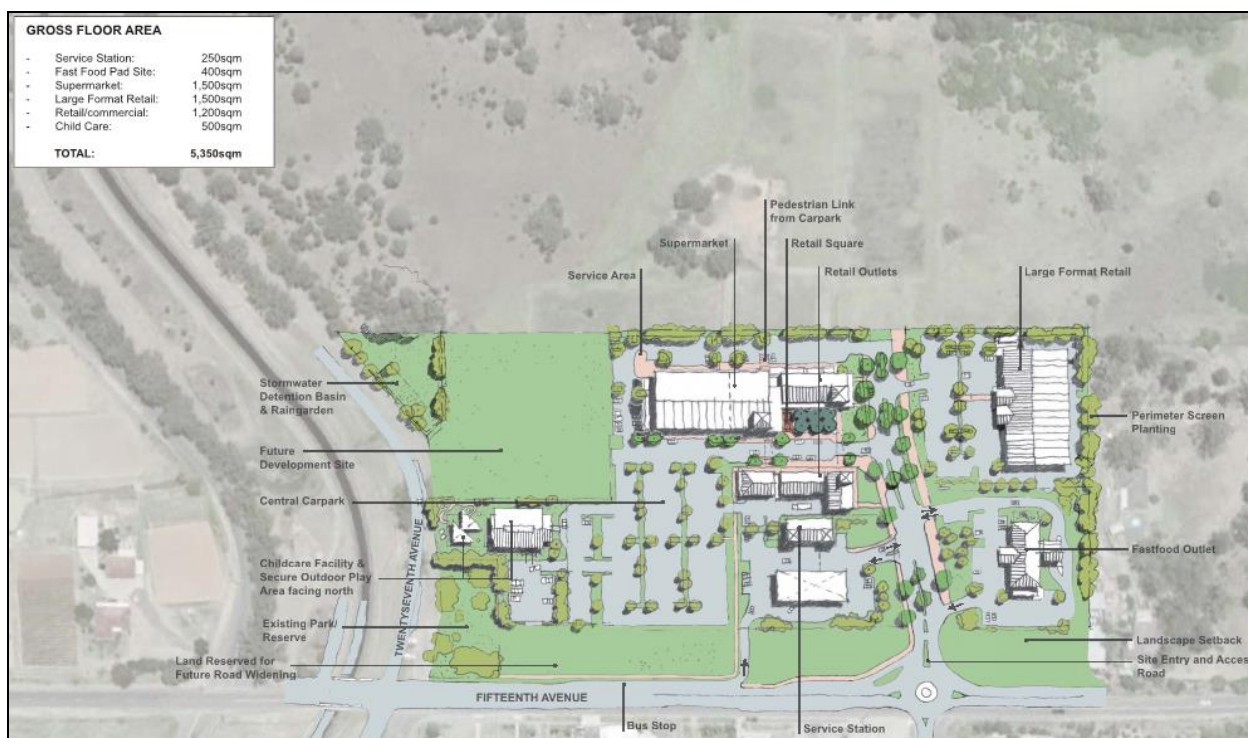 GROSS FLOOR AREA
- Service Station: 250sqm
- Fast Food Pad Site: 400sqm
- Supermarket: 1,500sqm
- Large Format Retail: 1,500sqm
- Retail/commercial: 1,200sqm
- Child Care: 500sqm
TOTAL: 5,350sqm
Pedestrian Link
from Carpark
Supermarket
Retail Square
Service Area
Retail Outlets
Large Format Retail
Stormwater
Detention Basin
& Raingarden
Perimeter Screen
Planting
Future
Development Site
Central Carpark
TWENTYSEVENTH AVENUE
Childcare Facility &
Secure Outdoor Play
Area facing north
Fastfood Outlet
Existing Park/
Reserve
Landscape Setback
Land Reserved for
Future Road Widening
Site Entry and Access
Road
FIFTEENTH AVENUE
Bus Stop
Service Station